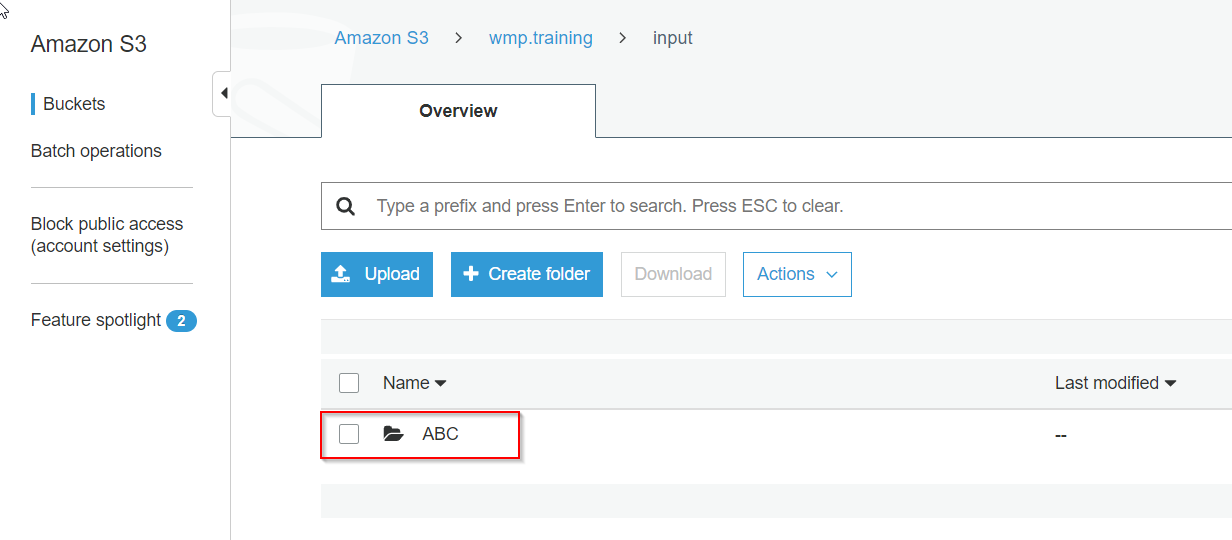 Amazon S3
Buckets
Batch operations
Block public access
(account settings)
Feature spotlight 2
Amazon S3 > wmp.training > input
Overview
Type a prefix and press Enter to search. Press ESC to clear.
Upload Create folder Download Actions
Name Last modified
ABC --